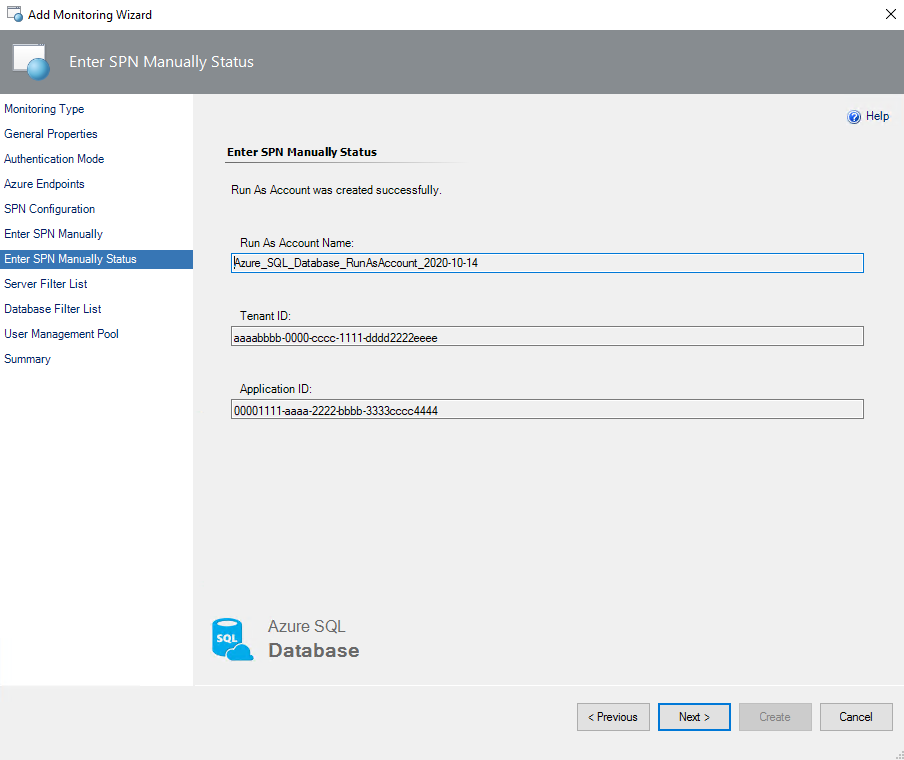 Add Monitoring Wizard
Enter SPN Manually Status
Monitoring Type
General Properties
Authentication Mode
Azure Endpoints
SPN Configuration
Enter SPN Manually
Enter SPN Manually Status
Server Filter List
Database Filter List
User Management Pool
Summary
Help
Enter SPN Manually Status
Run As Account was created successfully.
Run As Account Name:
Azure_SQL_Database_RunAsAccount_2020-10-14
Tenant ID:
aaaabbbb-0000-cccc-1111-dddd2222eeee
Application ID:
00001111-aaaa-2222-bbbb-3333cccc4444
SQL
Azure SQL
Database
< Previous
Next >
Create
Cancel